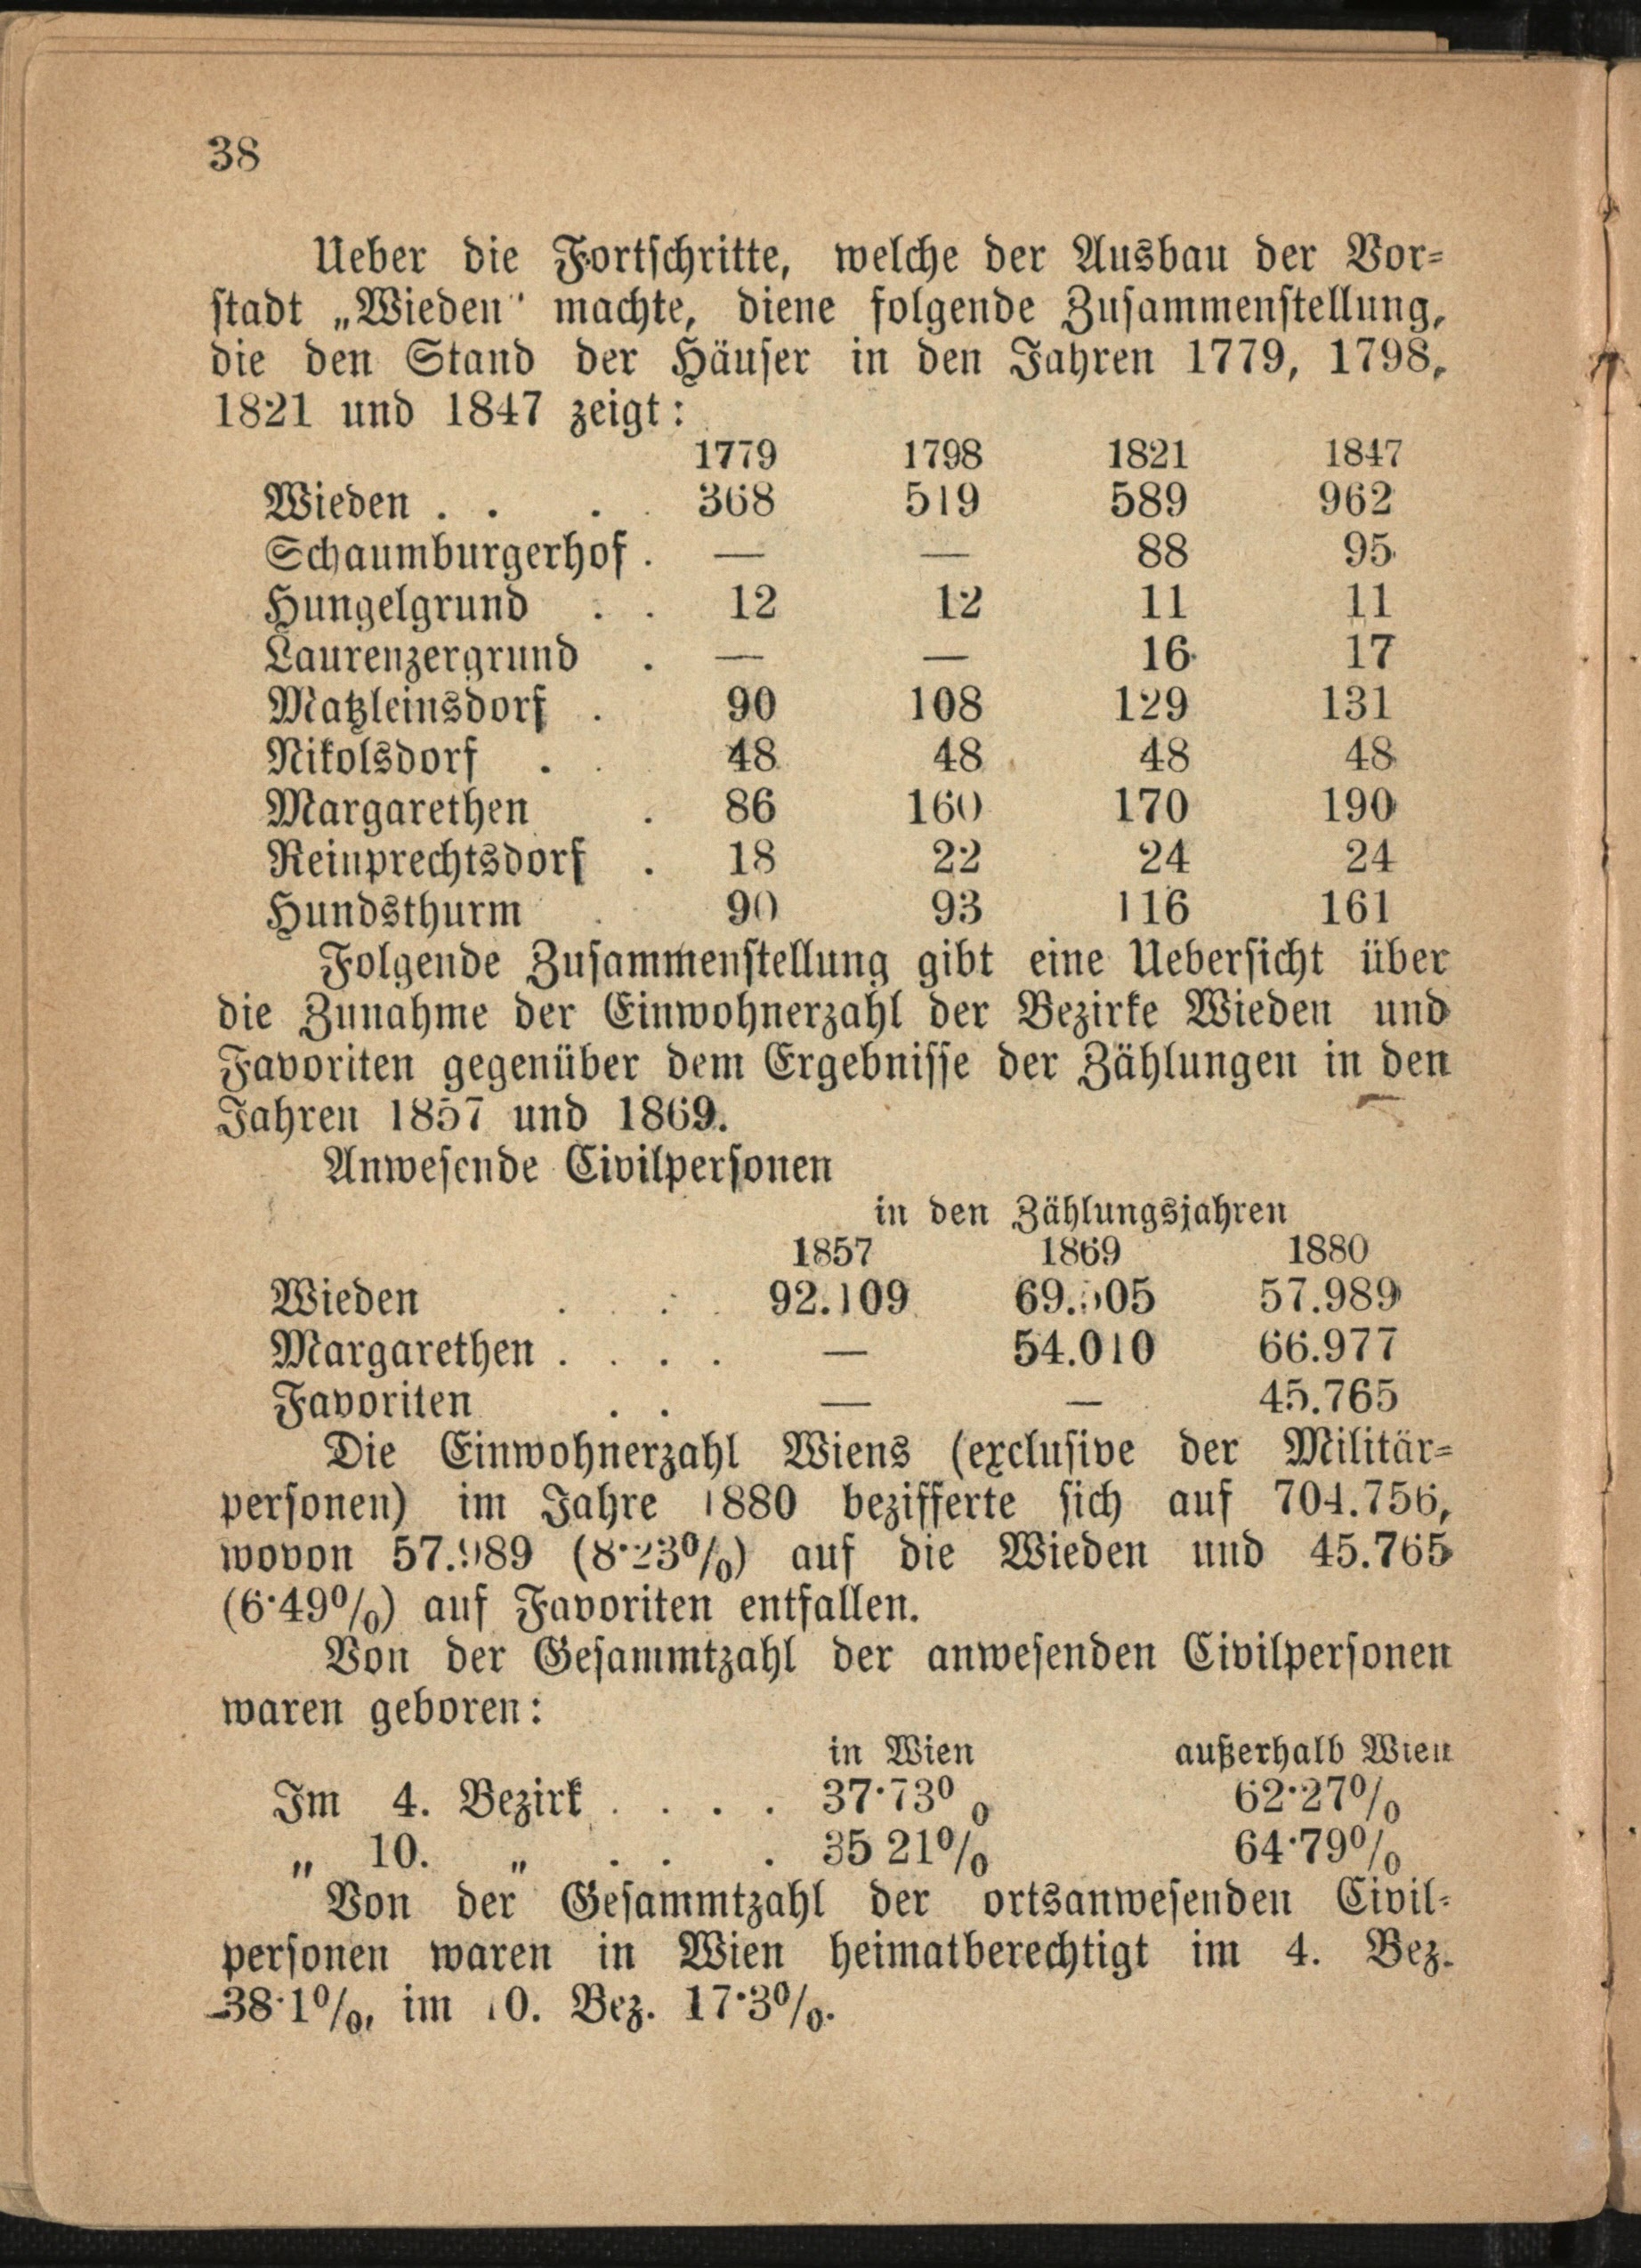 38
Ueber die Fortschritte, welche der Ausbau der Vor-
stadt „Wieden" machte, diene folgende Zusammenstellung,
die den Stand der Häuser in den Jahren 1779, 1798,
1821 und 1847 zeigt:
1779 1798 1821 1847
Wieden . . . . 368 519 589 962
Schaumburgerhof . — — 88 95
Hungelgrund . . 12 12 11 11
Laurenzergrund . — — 16 17
Matzleinsdorf . 90 108 129 131
Nikolsdorf . . 48 48 48 48
Margarethen . 86 160 170 190
Reinprechtsdorf . 18 22 24 24
Hundsthurm . 90 93 116 161
Folgende Zusammenstellung gibt eine Uebersicht über
die Zunahme der Einwohnerzahl der Bezirke Wieden und
Favoriten gegenüber dem Ergebnisse der Zählungen in den
Jahren 1857 und 1869.
Anwesende Civilpersonen
in den Zählungsjahren
1857 1869 1880
Wieden . . . . 92.109 57.989
Margarethen . . . . — 54.010 66.977
Favoriten . . — — 45.765
Die Einwohnerzahl Wiens (exclusive der Militär-
personen) im Jahre 1880 bezifferte sich auf 704.756,
wovon 57.989 (8·23%) auf die Wieden und 45.765
(6·49%) auf Favoriten entfallen.
Von der Gesammtzahl der anwesenden Civilpersonen
waren geboren:
in Wien außerhalb Wien
Im 4. Bezirk . . . . 37·73% 62·27%
„ 10. „ . . . 35 21% 64·79%
Von der Gesammtzahl der ortsanwesenden Civil-
personen waren in Wien heimatberechtigt im 4. Bez.
38·1%, im 10. Bez. 17·3%.